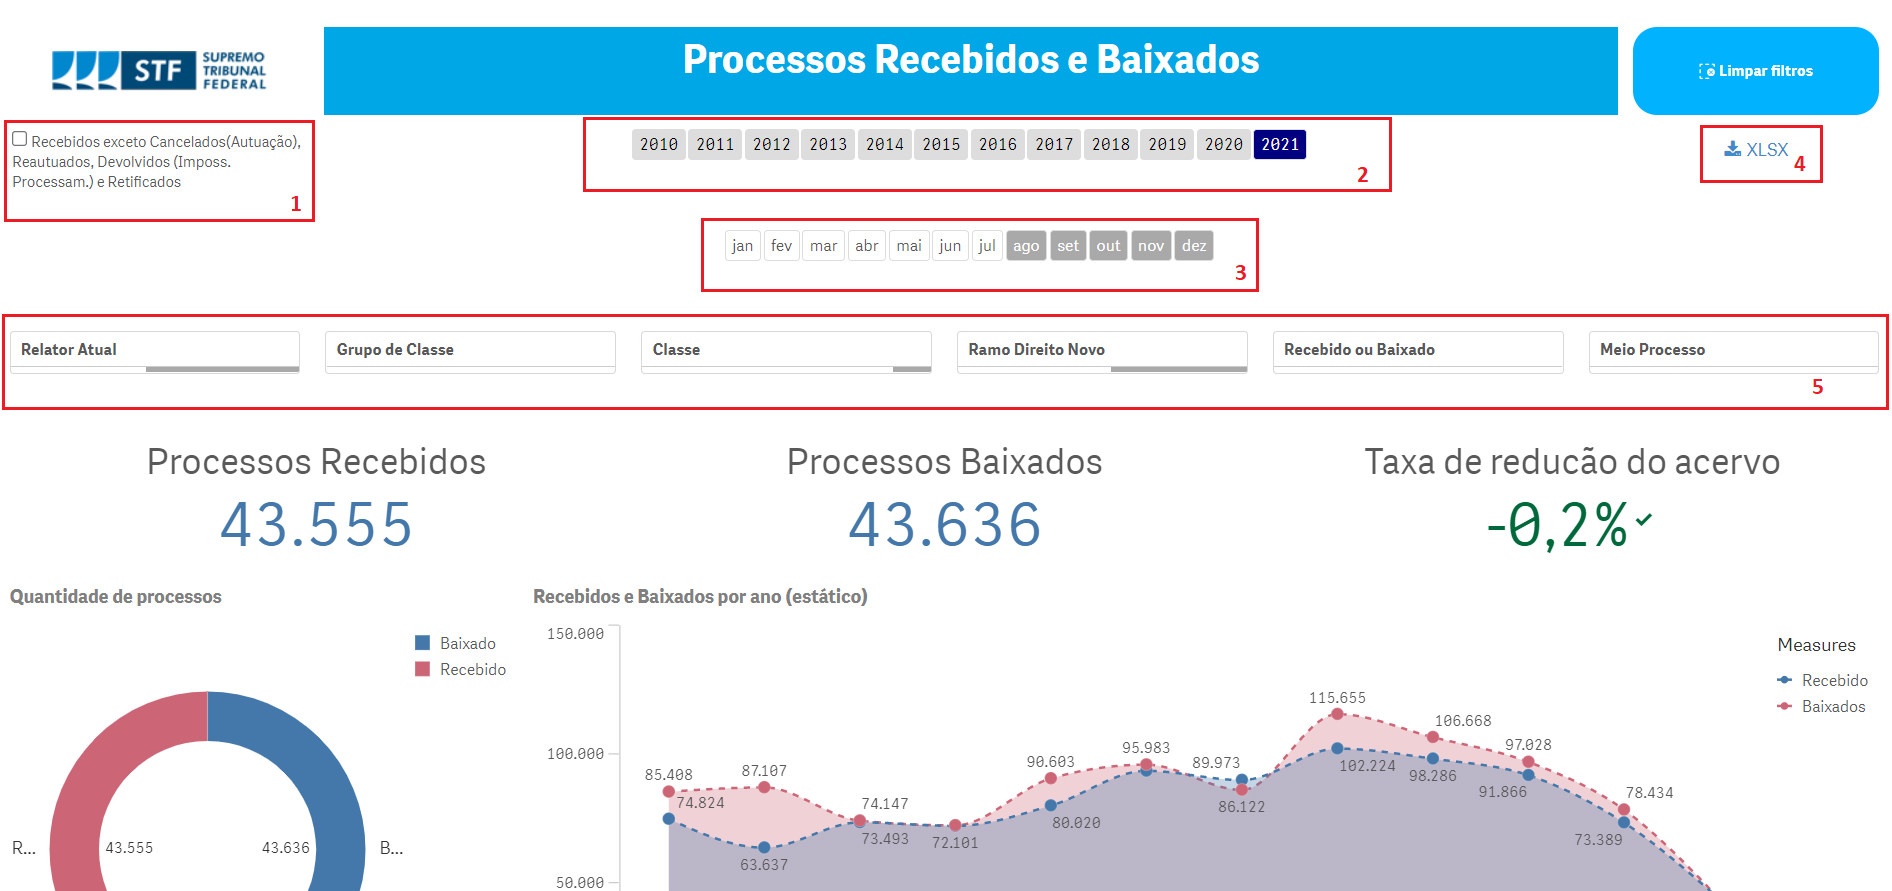 STF
SUPREMO
TRIBUNAL
FEDERAL
Processos Recebidos e Baixados
Limpar filtros
Recebidos exceto Cancelados(Autuação),
Reautuados, Devolvidos (Imposs.
Processam.) e Retificados
1
2010 2011 2012 2013 2014 2015 2016 2017 2018 2019 2020 2021
2
XLSX
4
jan fev mar abr mai jun jul ago set out nov dez
3
Relator Atual
Grupo de Classe
Classe
Ramo Direito Novo
Recebido ou Baixado
Meio Processo
5
Processos Recebidos
43.555
Processos Baixados
43.636
Taxa de redução do acervo
-0,2%
Quantidade de processos
Baixado
Recebido
R...
43.555
43.636
B...
Recebidos e Baixados por ano (estático)
150.000
100.000
50.000
85.408
74.824
87.107
63.637
74.147
73.493
72.101
90.603
80.020
95.983
89.973
86.122
115.655
102.224
106.668
98.286
97.028
91.866
78.434
73.389
Measures
Recebido
Baixados